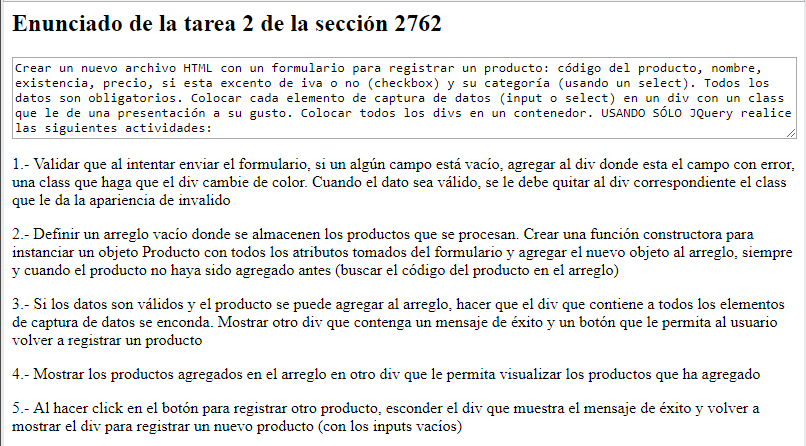 Enunciado de la tarea 2 de la sección 2762
Crear un nuevo archivo HTML con un formulario para registrar un producto: código del producto, nombre,
existencia, precio, si esta excento de iva o no (checkbox) y su categoría (usando un select). Todos los
datos son obligatorios. Colocar cada elemento de captura de datos (input o select) en un div con un class
que le de una presentación a su gusto. Colocar todos los divs en un contenedor. USANDO SÓLO JQuery realice
las siguientes actividades:
1.- Validar que al intentar enviar el formulario, si un algún campo está vacío, agregar al div donde esta el campo con error,
una class que haga que el div cambie de color. Cuando el dato sea válido, se le debe quitar al div correspondiente el class
que le da la apariencia de invalido
2.- Definir un arreglo vacío donde se almacenen los productos que se procesan. Crear una función constructora para
instanciar un objeto Producto con todos los atributos tomados del formulario y agregar el nuevo objeto al arreglo, siempre
y cuando el producto no haya sido agregado antes (buscar el código del producto en el arreglo)
3.- Si los datos son válidos y el producto se puede agregar al arreglo, hacer que el div que contiene a todos los elementos
de captura de datos se enconda. Mostrar otro div que contenga un mensaje de éxito y un botón que le permita al usuario
volver a registrar un producto
4.- Mostrar los productos agregados en el arreglo en otro div que le permita visualizar los productos que ha agregado
5.- Al hacer click en el botón para registrar otro producto, esconder el div que muestra el mensaje de éxito y volver a
mostrar el div para registrar un nuevo producto (con los inputs vacíos)